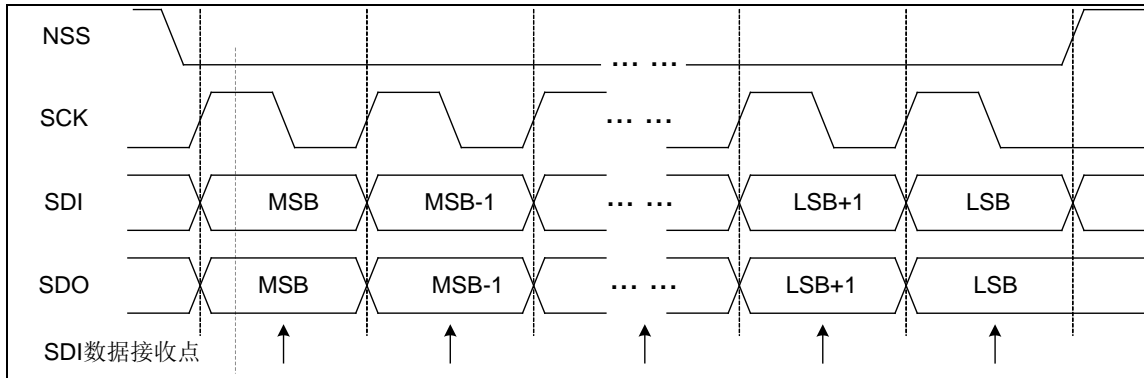 NSS
... ...
SCK
... ...
SDI
MSB
MSB-1
... ...
LSB+1
LSB
SDO
MSB
MSB-1
... ...
LSB+1
LSB
SDI数据接收点